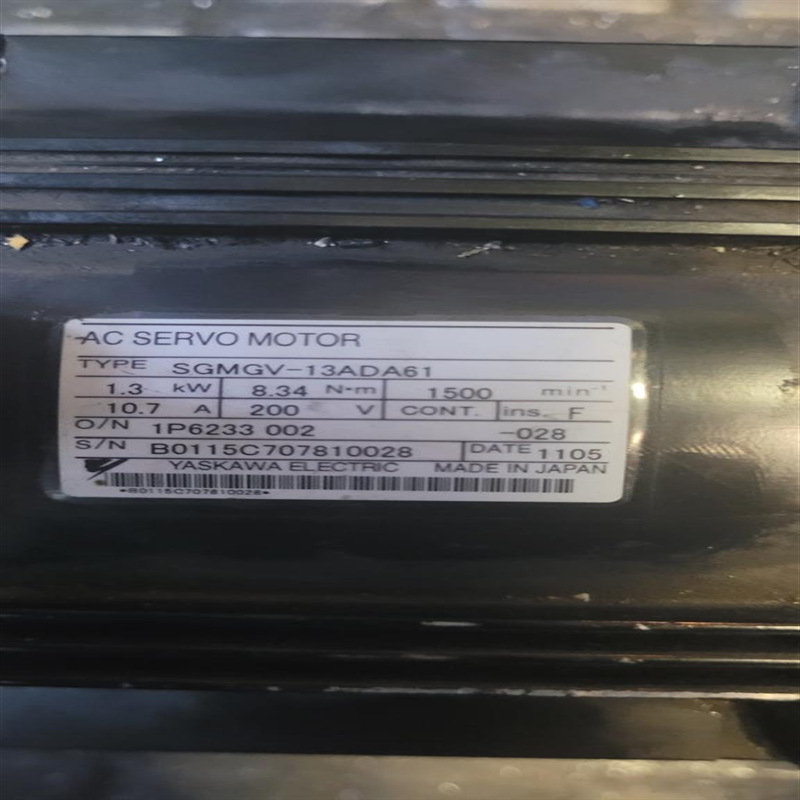 AC SERVO MOTOR
TYPE SGMGV-13ADA61
1.3 kW 8.34 N·m 1500 min⁻¹
10.7 A 200 V CONT. ins. F
O/N 1P6233 002 -028
S/N B0115C707810028 DATE 1105
YASKAWA ELECTRIC MADE IN JAPAN
*B0115C707810028*